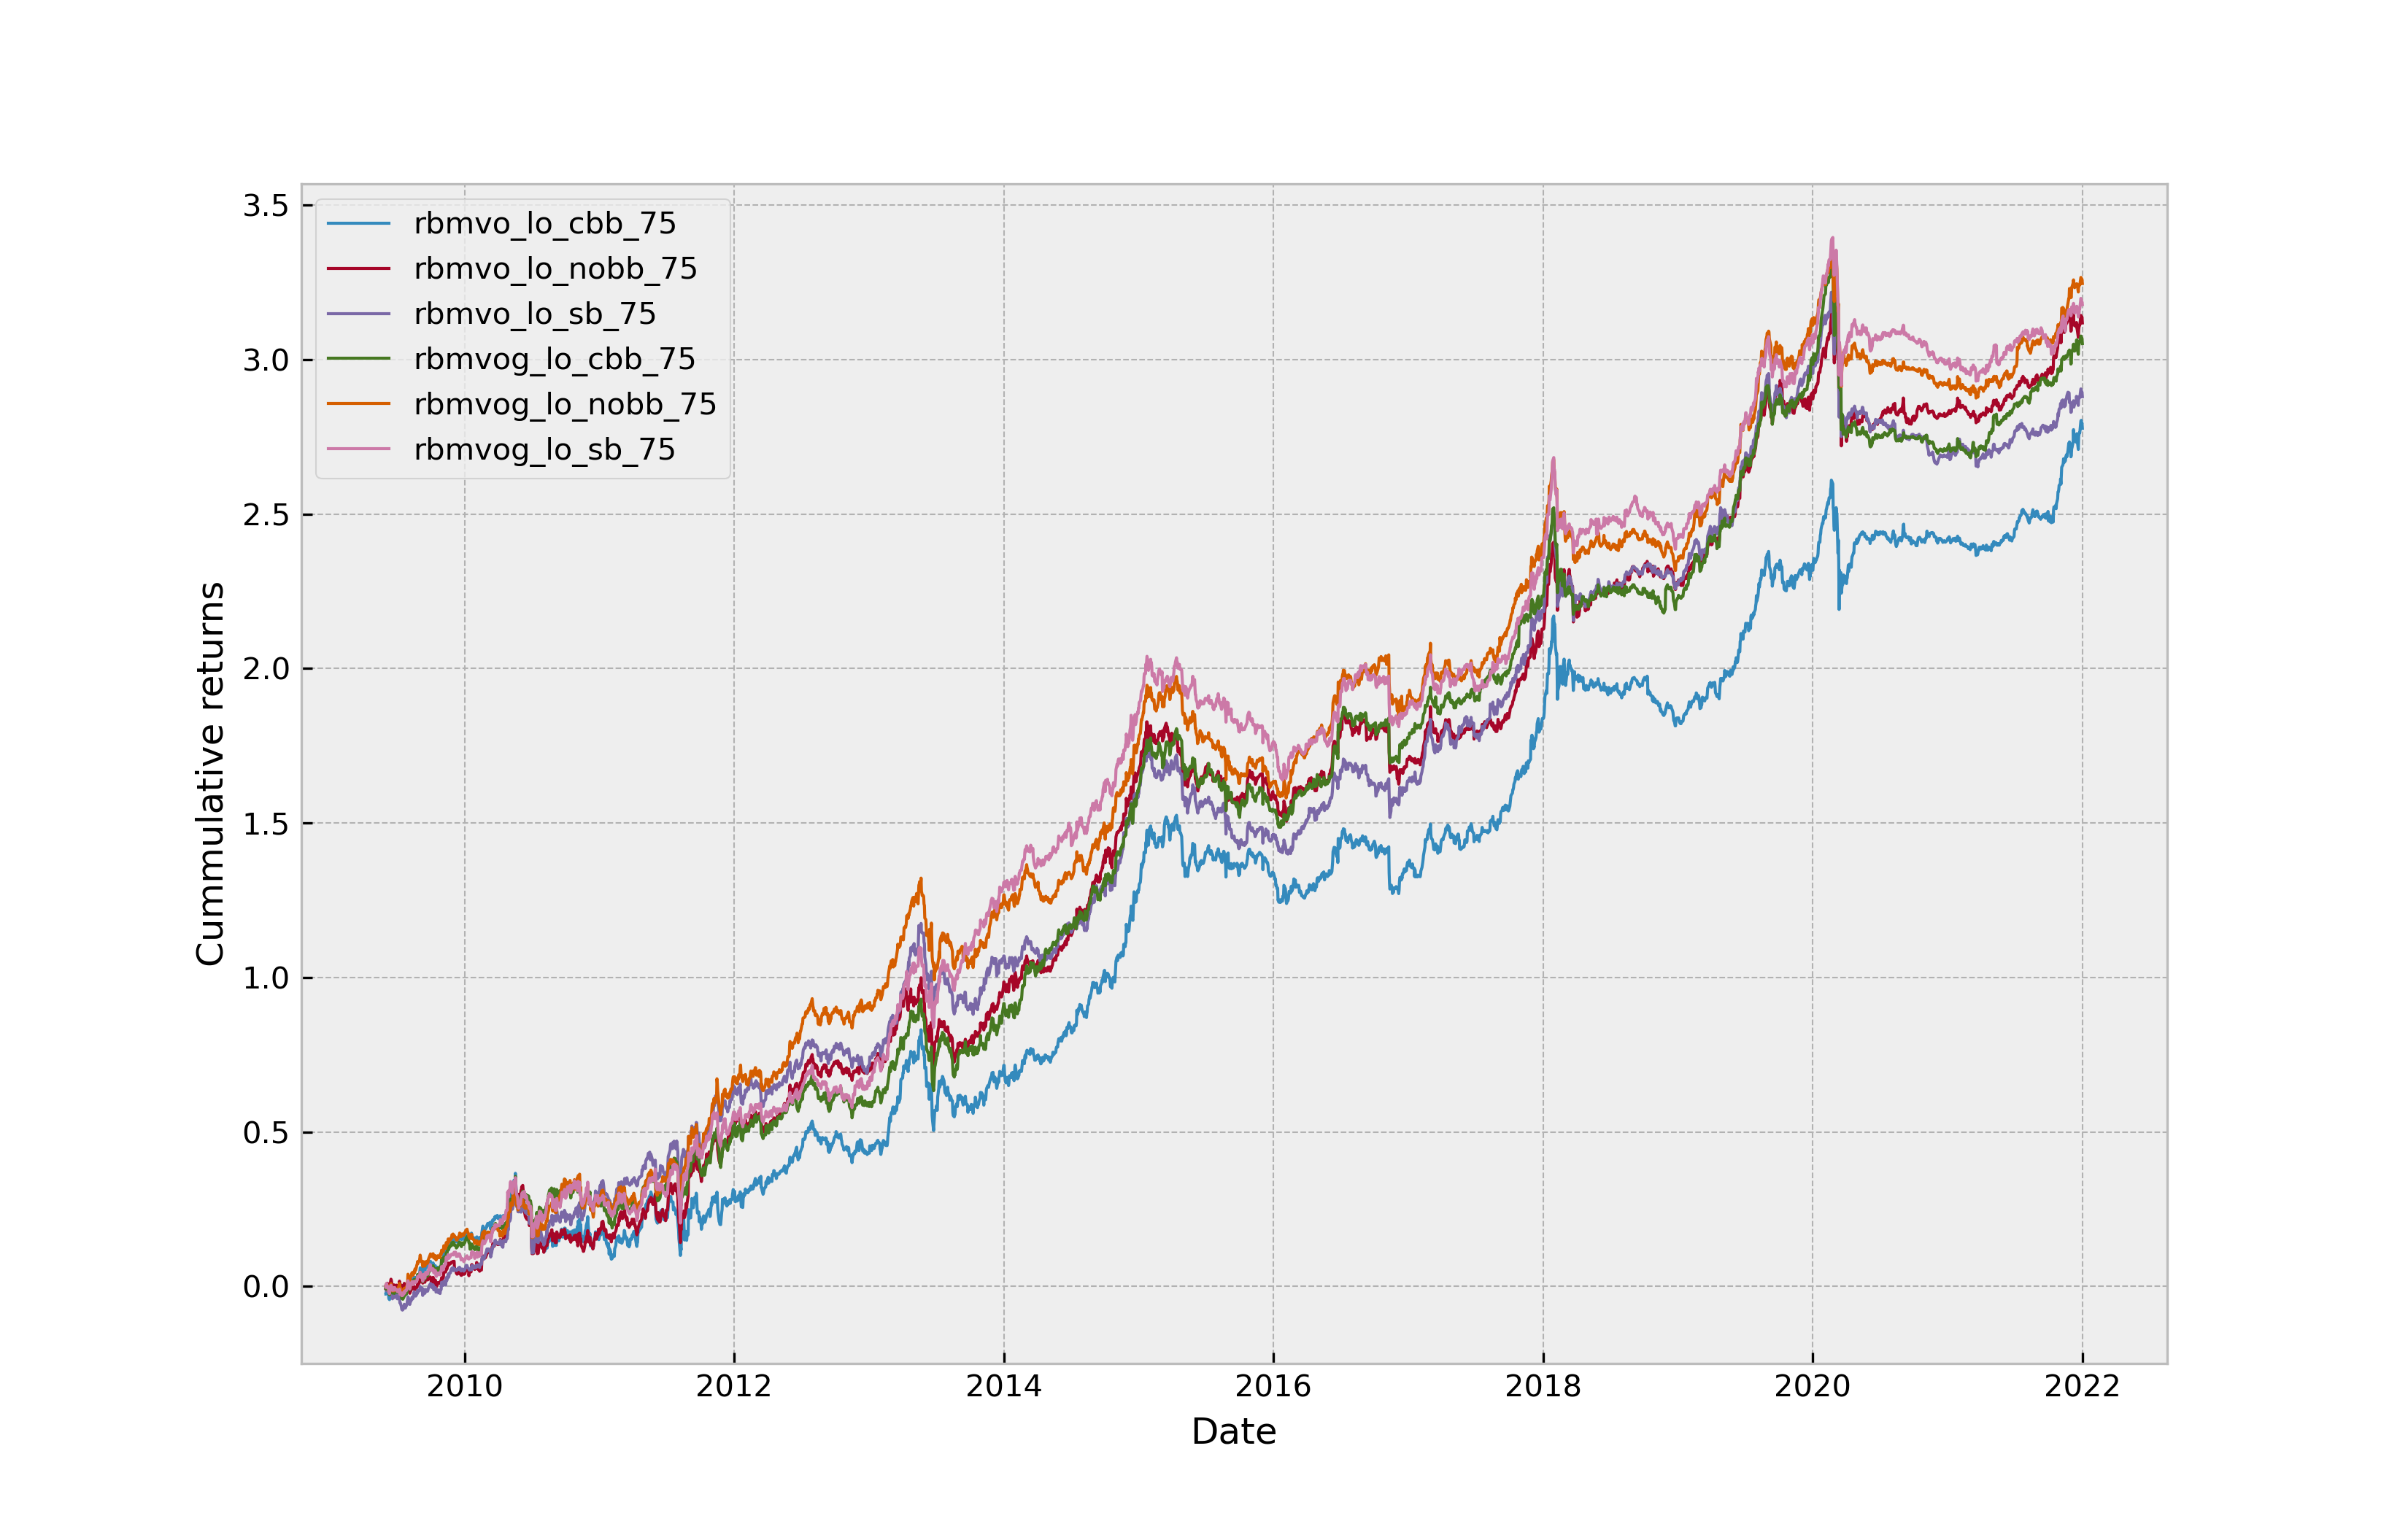 3.5
3.0
2.5
2.0
1.5
1.0
0.5
0.0
Cummulative returns
rbmvo_lo_cbb_75
rbmvo_lo_nobb_75
rbmvo_lo_sb_75
rbmvog_lo_cbb_75
rbmvog_lo_nobb_75
rbmvog_lo_sb_75
2010 2012 2014 2016 2018 2020 2022
Date